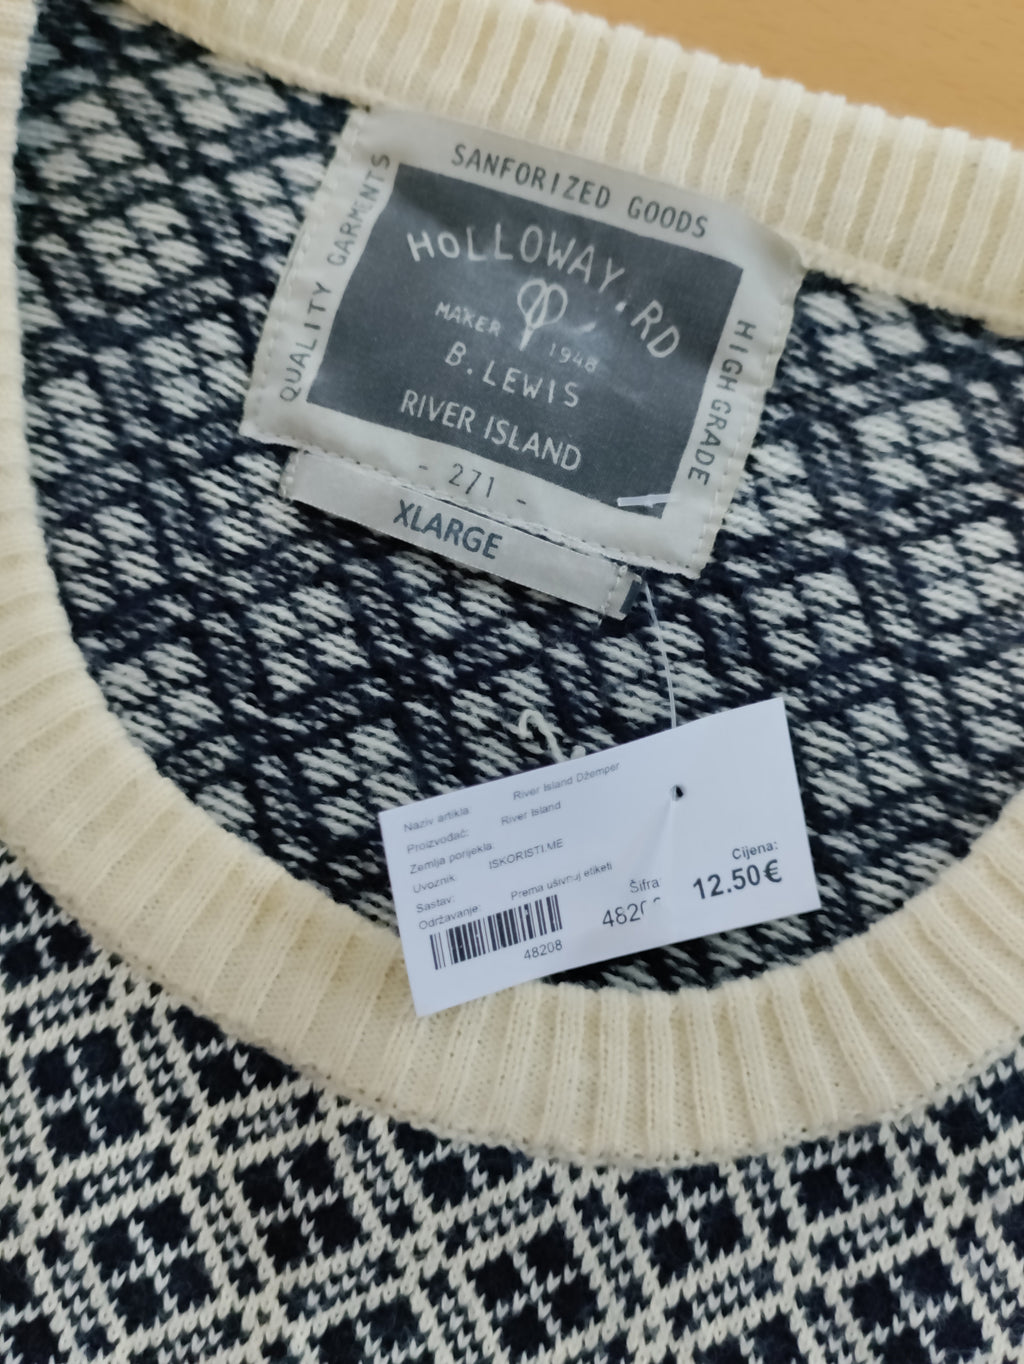 SANFORIZED GOODS
QUALITY GARMENTS
HOLLOWAY.RD
MAKER 1948
B. LEWIS
RIVER ISLAND
HIGH GRADE
- 271 -
XLARGE
Naziv artikla: River Island Džemper
Proizvođač: River Island
Zemlja porijekla:
Uvoznik: ISKORISTI.ME
Sastav:
Održavanje: Prema ušivnoj etiketi
48208
Šifra:
Cijena:
12.50€